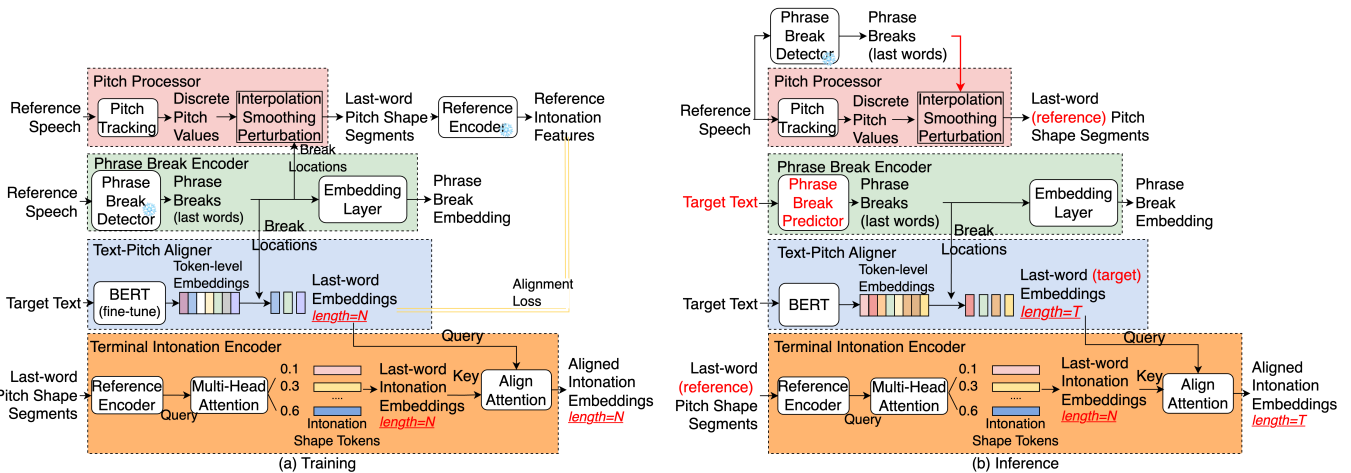 Pitch Processor
Reference
Speech
Pitch
Tracking
Discrete
Pitch
Values
Interpolation
Smoothing
Perturbation
Last-word
Pitch Shape
Segments
Reference
Encoder
Reference
Intonation
Features
Break
Locations
Phrase Break Encoder
Reference
Speech
Phrase
Break
Detector
Phrase
Breaks
(last words)
Embedding
Layer
Phrase
Break
Embedding
Break
Locations
Text-Pitch Aligner
Target Text
BERT
(fine-tune)
Token-level
Embeddings
Last-word
Embeddings
length=N
Alignment
Loss
Query
Terminal Intonation Encoder
Last-word
Pitch Shape
Segments
Reference
Encoder
Query
Multi-Head
Attention
0.1
0.3
....
0.6
Intonation
Shape Tokens
Last-word
Intonation
Embeddings
length=N
Key
Align
Attention
Aligned
Intonation
Embeddings
length=N
(a) Training
Phrase
Break
Detector
Phrase
Breaks
(last words)
Pitch Processor
Reference
Speech
Pitch
Tracking
Discrete
Pitch
Values
Interpolation
Smoothing
Perturbation
Last-word
(reference) Pitch
Shape Segments
Phrase Break Encoder
Target Text
Phrase
Break
Predictor
Phrase
Breaks
(last words)
Embedding
Layer
Phrase
Break
Embedding
Break
Locations
Text-Pitch Aligner
Target Text
BERT
Token-level
Embeddings
Last-word (target)
Embeddings
length=T
Query
Terminal Intonation Encoder
Last-word
(reference)
Pitch Shape
Segments
Reference
Encoder
Query
Multi-Head
Attention
0.1
0.3
....
0.6
Intonation
Shape Tokens
Last-word
Intonation
Embeddings
length=N
Key
Align
Attention
Aligned
Intonation
Embeddings
length=T
(b) Inference